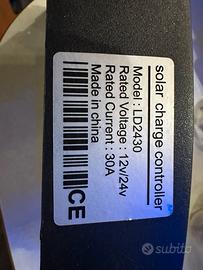 solar charge controller
Model : LD2430
Rated Voltage : 12v/24v
Rated Current : 30A
Made in china
CE
subito